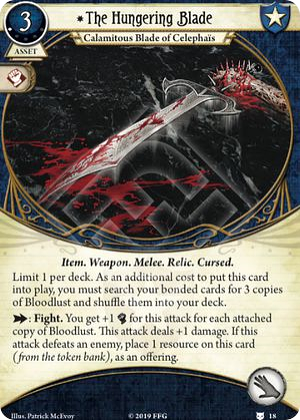 3
*The Hungering Blade
Calamitous Blade of Celephaïs
ASSET
Item. Weapon. Melee. Relic. Cursed.
Limit 1 per deck. As an additional cost to put this card
into play, you must search your bonded cards for 3 copies
of Bloodlust and shuffle them into your deck.
: Fight. You get +1 for this attack for each attached
copy of Bloodlust. This attack deals +1 damage. If this
attack defeats an enemy, place 1 resource on this card
(from the token bank), as an offering.
Illus. Patrick McEvoy
© 2019 FFG
18